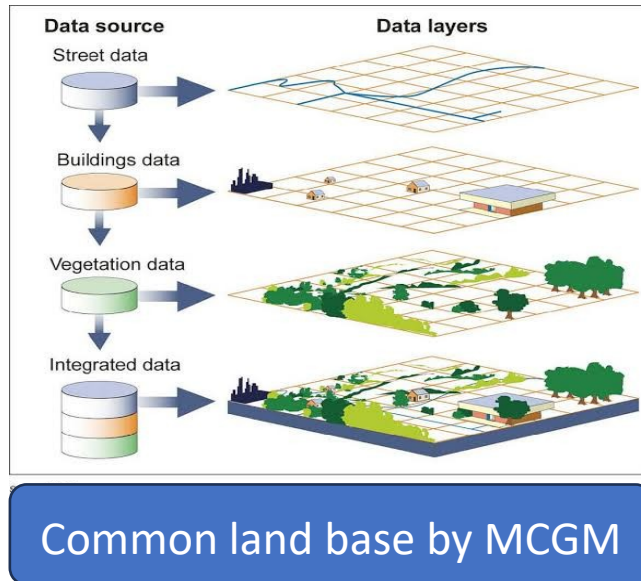 Data source
Data layers
Street data
Buildings data
Vegetation data
Integrated data
Common land base by MCGM